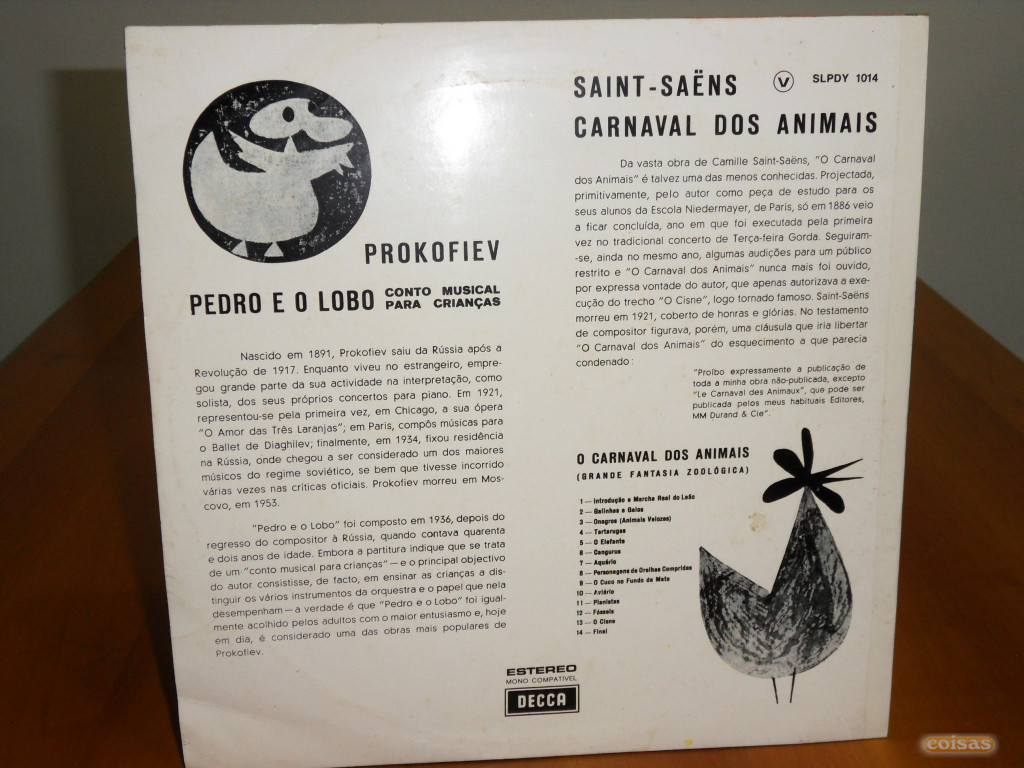 PROKOFIEV
PEDRO E O LOBO CONTO MUSICAL
PARA CRIANÇAS
Nascido em 1891, Prokofiev saiu da Rússia após a
Revolução de 1917. Enquanto viveu no estrangeiro, empre-
gou grande parte da sua actividade na interpretação, como
solista, dos seus próprios concertos para piano. Em 1921,
representou-se pela primeira vez, em Chicago, a sua ópera
"O Amor das Três Laranjas"; em Paris, compôs músicas para
o Ballet de Diaghilev; finalmente, em 1934, fixou residência
na Rússia, onde chegou a ser considerado um dos maiores
músicos do regime soviético, se bem que tivesse incorrido
várias vezes nas críticas oficiais. Prokofiev morreu em Mos-
covo, em 1953.
"Pedro e o Lobo" foi composto em 1936, depois do
regresso do compositor à Rússia, quando contava quarenta
e dois anos de idade. Embora a partitura indique que se trata
de um "conto musical para crianças" — e o principal objectivo
do autor consistisse, de facto, em ensinar as crianças a dis-
tinguir os vários instrumentos da orquestra e o papel que nela
desempenham — a verdade é que "Pedro e o Lobo" foi igual-
mente acolhido pelos adultos com o maior entusiasmo e, hoje
em dia, é considerado uma das obras mais populares de
Prokofiev.
SAINT-SAËNS V SLPDY 1014
CARNAVAL DOS ANIMAIS
Da vasta obra de Camille Saint-Saëns, "O Carnaval
dos Animais" é talvez uma das menos conhecidas. Projectada,
primitivamente, pelo autor como peça de estudo para os
seus alunos da Escola Niedermayer, de Paris, só em 1886 veio
a ficar concluída, ano em que foi executada pela primeira
vez no tradicional concerto de Terça-feira Gorda. Seguiram-
-se, ainda no mesmo ano, algumas audições para um público
restrito e "O Carnaval dos Animais" nunca mais foi ouvido,
por expressa vontade do autor, que apenas autorizava a exe-
cução do trecho "O Cisne", logo tornado famoso. Saint-Saëns
morreu em 1921, coberto de honras e glórias. No testamento
de compositor figurava, porém, uma cláusula que iria libertar
"O Carnaval dos Animais" do esquecimento a que parecia
condenado:
"Proíbo expressamente a publicação de
toda a minha obra não-publicada, excepto
"Le Carnaval des Animaux", que pode ser
publicada pelos meus habituais Editores,
MM Durand & Cie".
O CARNAVAL DOS ANIMAIS
(GRANDE FANTASIA ZOOLÓGICA)
1 — Introdução e Marcha Real do Leão
2 — Galinhas e Galos
3 — Onagros (Animais Velozes)
4 — Tartarugas
5 — O Elefante
6 — Cangurus
7 — Aquário
8 — Personagens de Orelhas Compridas
9 — O Cuco no Fundo da Mata
10 — Aviário
11 — Pianistas
12 — Fósseis
13 — O Cisne
14 — Final
ESTEREO
MONO COMPATÍVEL
DECCA
coisas